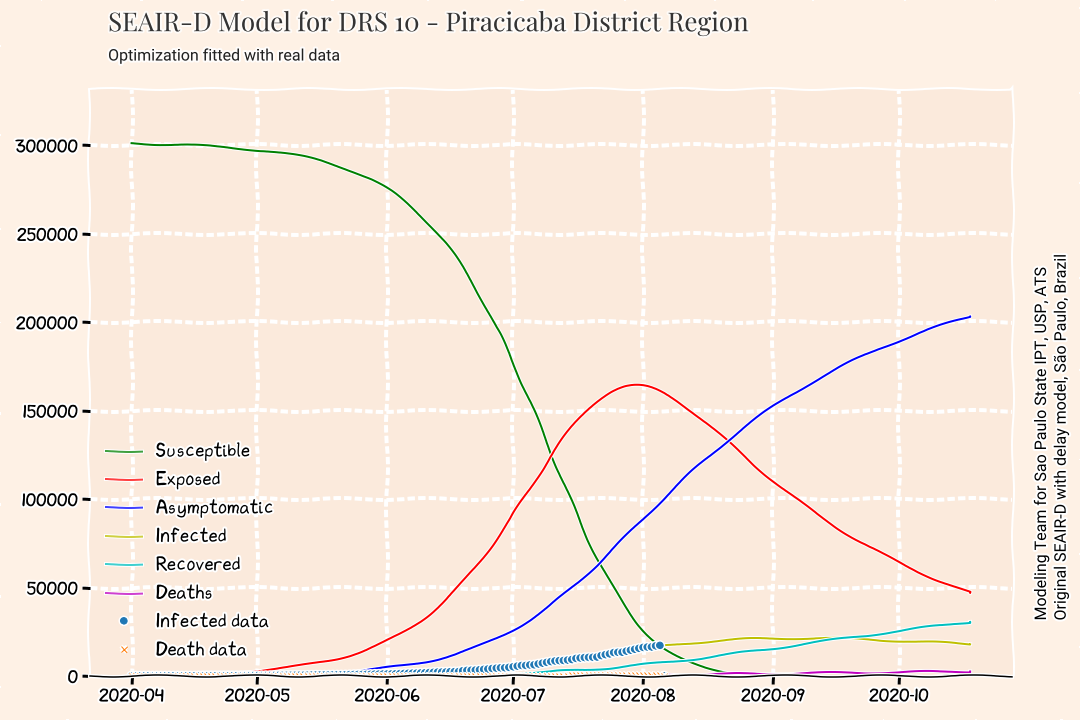 SEAIR-D Model for DRS 10 - Piracicaba District Region
Optimization fitted with real data
300000
250000
200000
150000
100000
50000
0
Susceptible
Exposed
Asymptomatic
Infected
Recovered
Deaths
Infected data
Death data
2020-04
2020-05
2020-06
2020-07
2020-08
2020-09
2020-10
Modeling Team for Sao Paulo State IPT, USP, ATS
Original SEAIR-D with delay model, São Paulo, Brazil